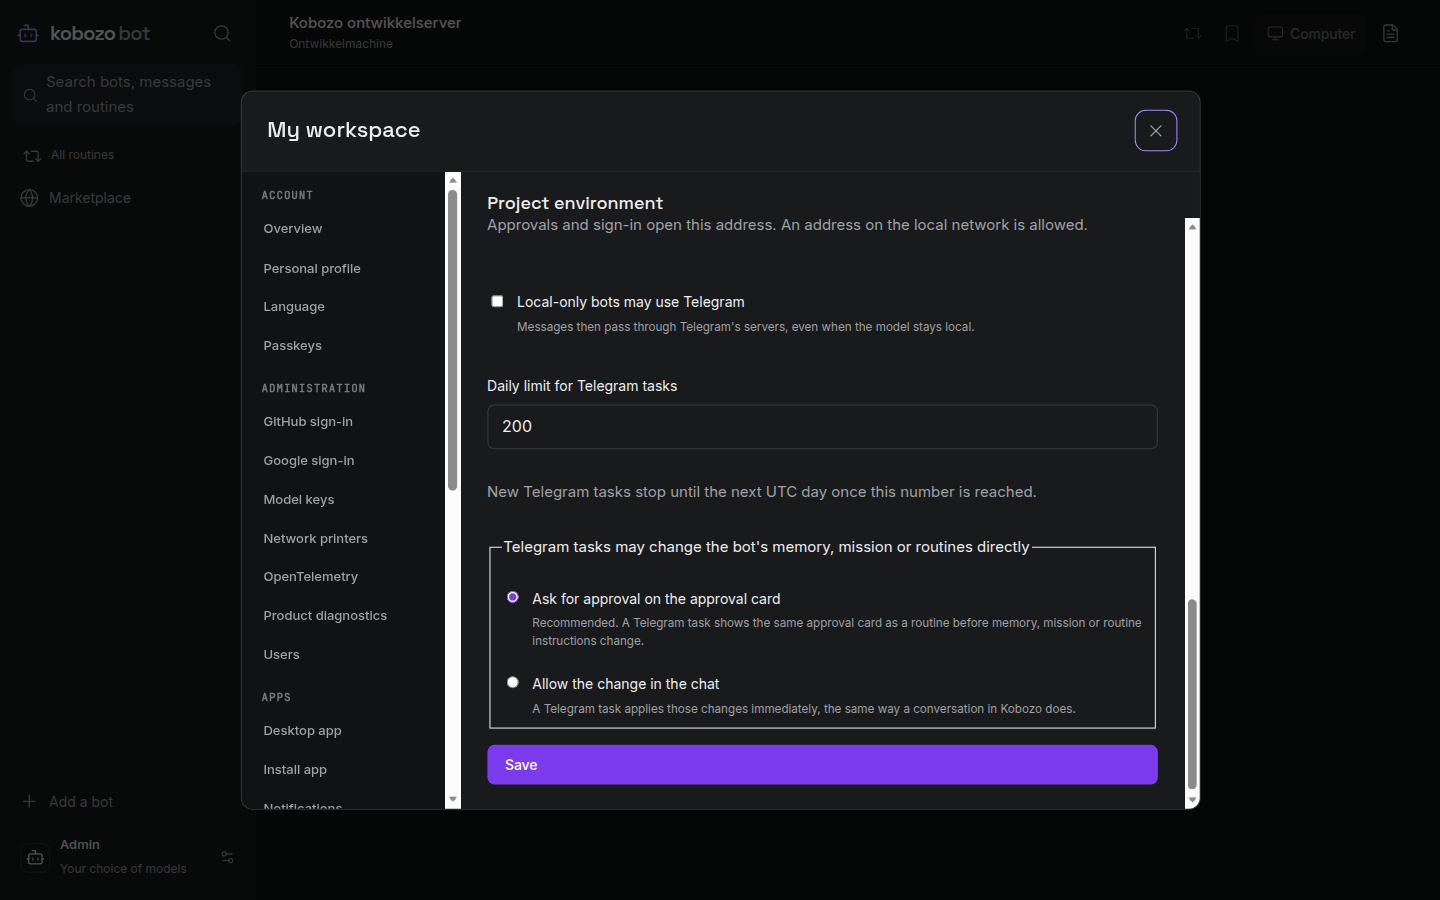 kobozo bot
Search bots, messages
and routines
All routines
Marketplace
Add a bot
Admin
Your choice of models
Kobozo ontwikkelserver
Ontwikkelmachine
Computer
My workspace
ACCOUNT
Overview
Personal profile
Language
Passkeys
ADMINISTRATION
GitHub sign-in
Google sign-in
Model keys
Network printers
OpenTelemetry
Product diagnostics
Users
APPS
Desktop app
Install app
Notifications
Project environment
Approvals and sign-in open this address. An address on the local network is allowed.
Local-only bots may use Telegram
Messages then pass through Telegram's servers, even when the model stays local.
Daily limit for Telegram tasks
200
New Telegram tasks stop until the next UTC day once this number is reached.
Telegram tasks may change the bot's memory, mission or routines directly
Ask for approval on the approval card
Recommended. A Telegram task shows the same approval card as a routine before memory, mission or routine
instructions change.
Allow the change in the chat
A Telegram task applies those changes immediately, the same way a conversation in Kobozo does.
Save